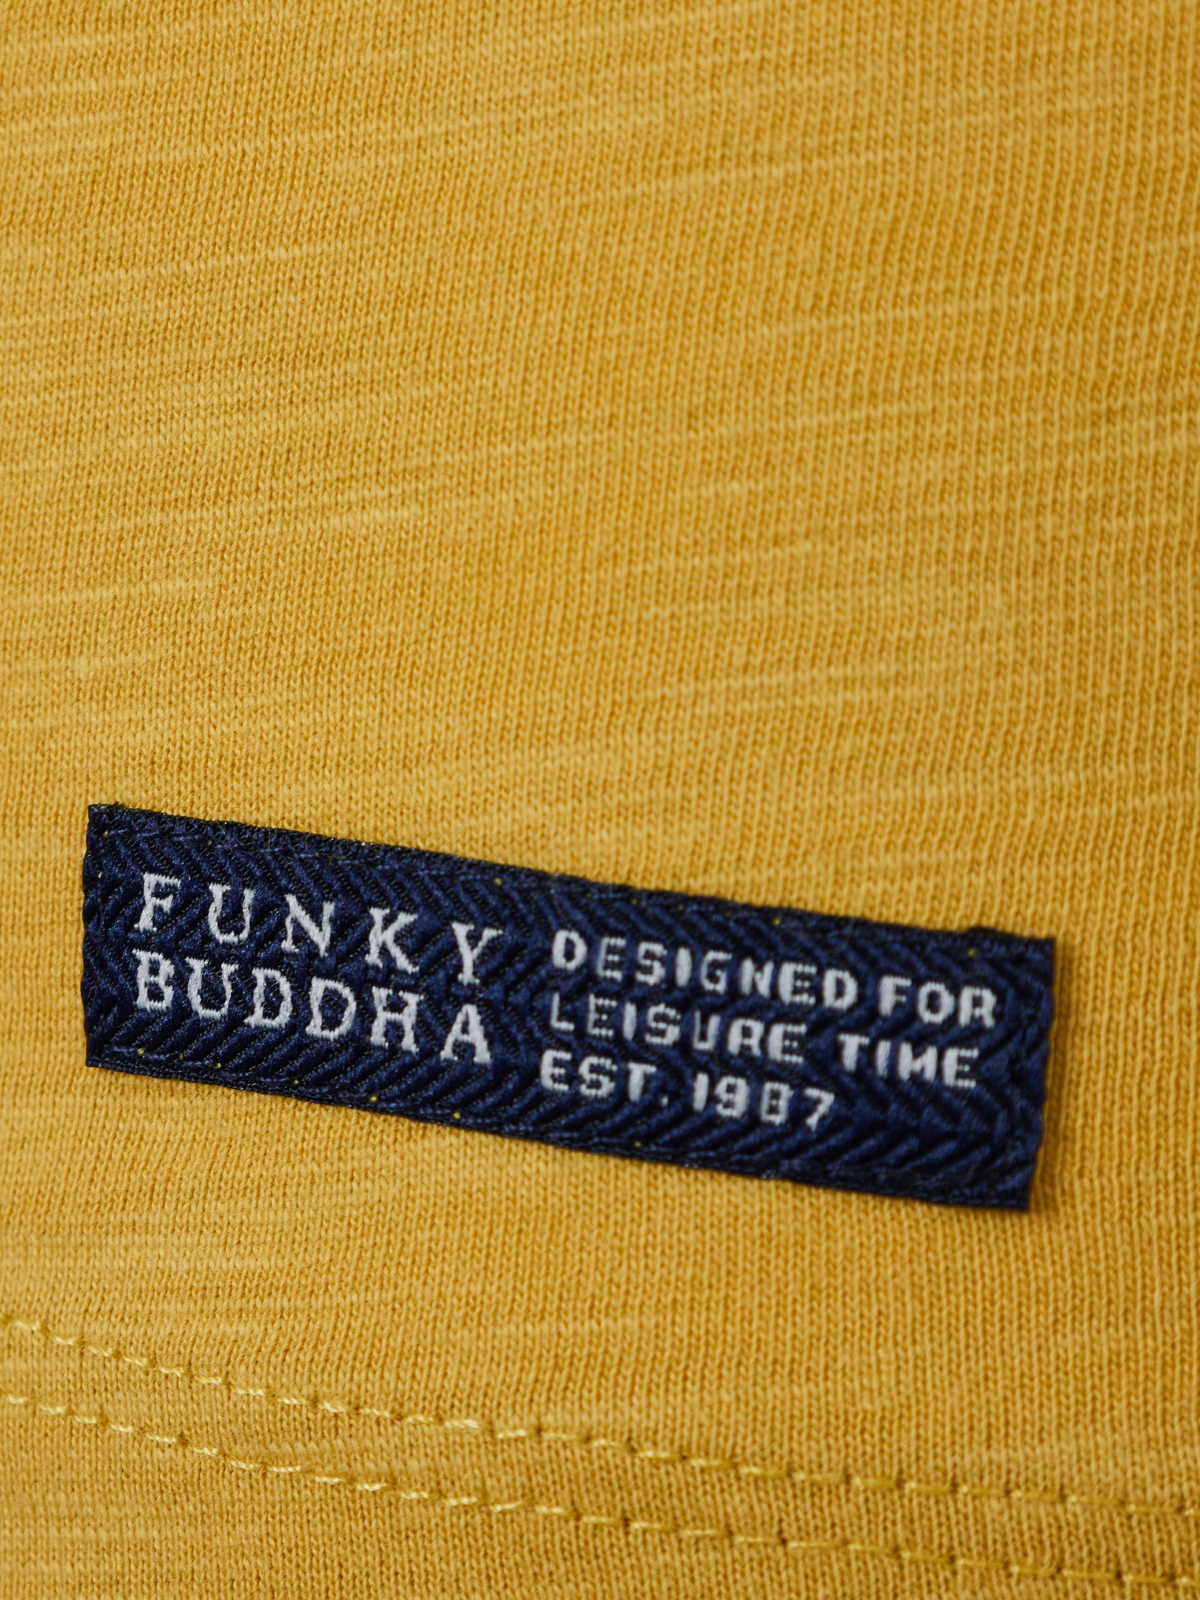 FUNKY
BUDDHA
DESIGNED FOR
LEISURE TIME
EST. 1987